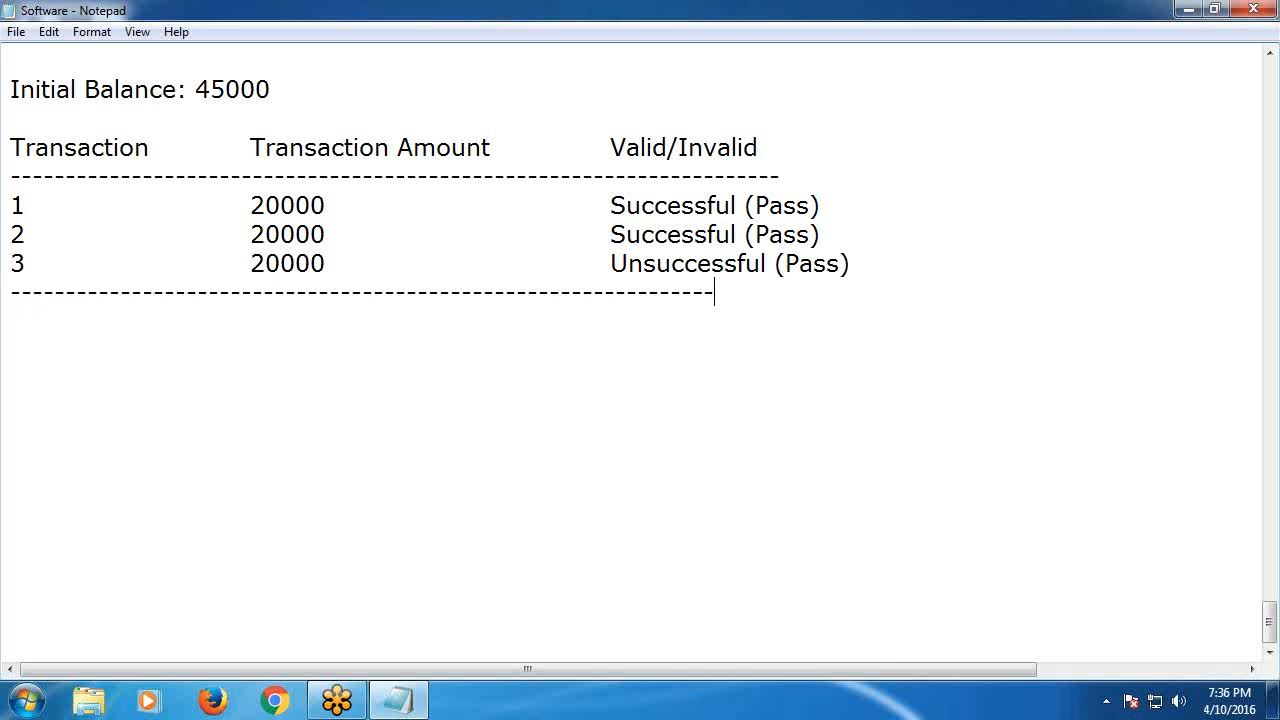 Software - Notepad
File Edit Format View Help
Initial Balance: 45000
Transaction Transaction Amount Valid/Invalid
----------------------------------------------------------------------
1 20000 Successful (Pass)
2 20000 Successful (Pass)
3 20000 Unsuccessful (Pass)
----------------------------------------------------------------
7:36 PM
4/10/2016